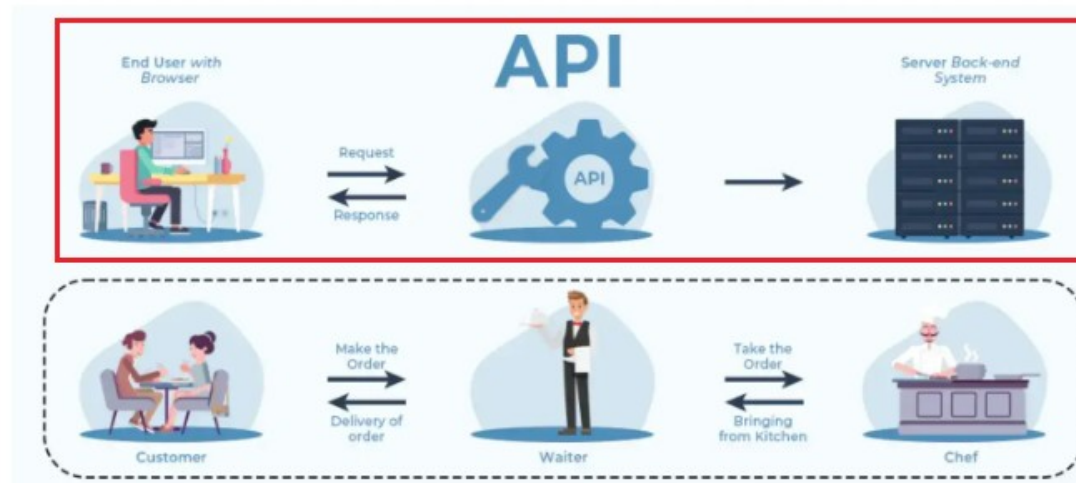 API
End User with
Browser
Server Back-end
System
Request
API
Response
Make the
Order
Take the
Order
Delivery of
order
Bringing
from Kitchen
Customer
Waiter
Chef